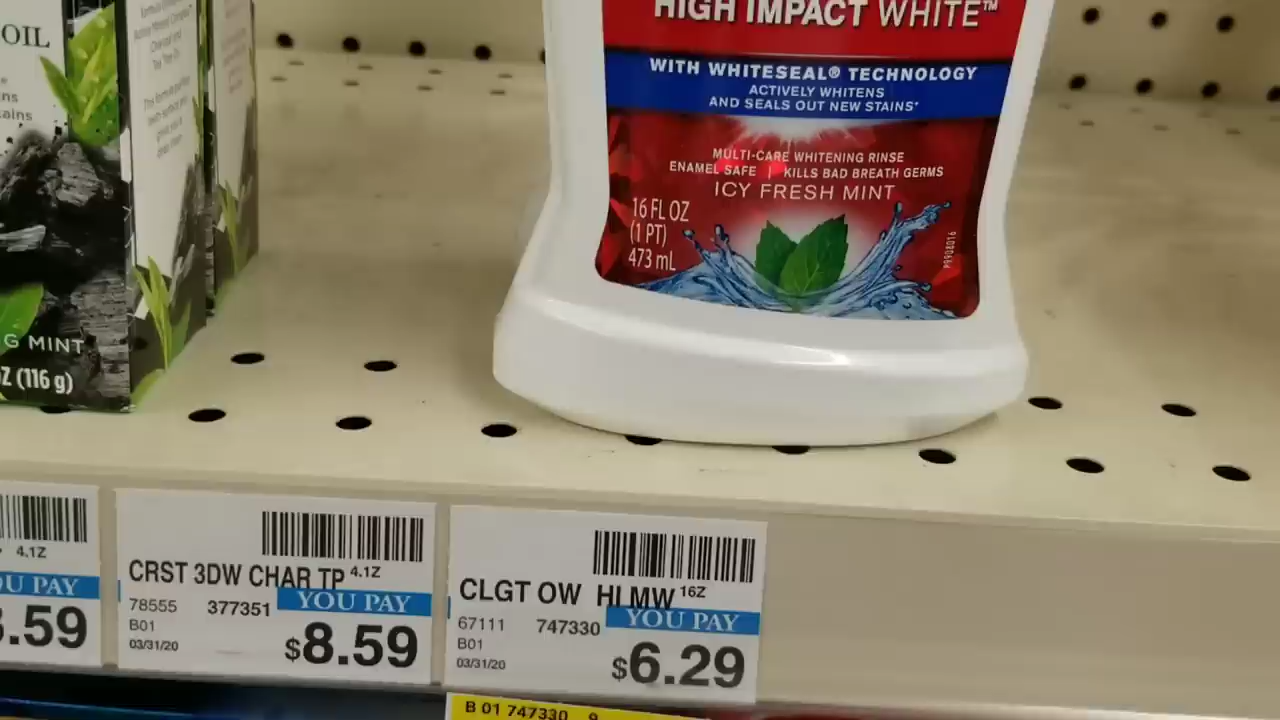 OIL
G MINT
Z (116 g)
HIGH IMPACT WHITE™
WITH WHITESEAL® TECHNOLOGY
ACTIVELY WHITENS
AND SEALS OUT NEW STAINS*
MULTI-CARE WHITENING RINSE
ENAMEL SAFE | KILLS BAD BREATH GERMS
ICY FRESH MINT
16 FL OZ
(1 PT)
473 mL
P9908016
4.1Z
OU PAY
.59
CRST 3DW CHAR TP 4.1Z
78555 377351 YOU PAY
B01
03/31/20
$8.59
CLGT OW HI MW 16Z
67111 747330 YOU PAY
B01
03/31/20
$6.29
B 01 747330